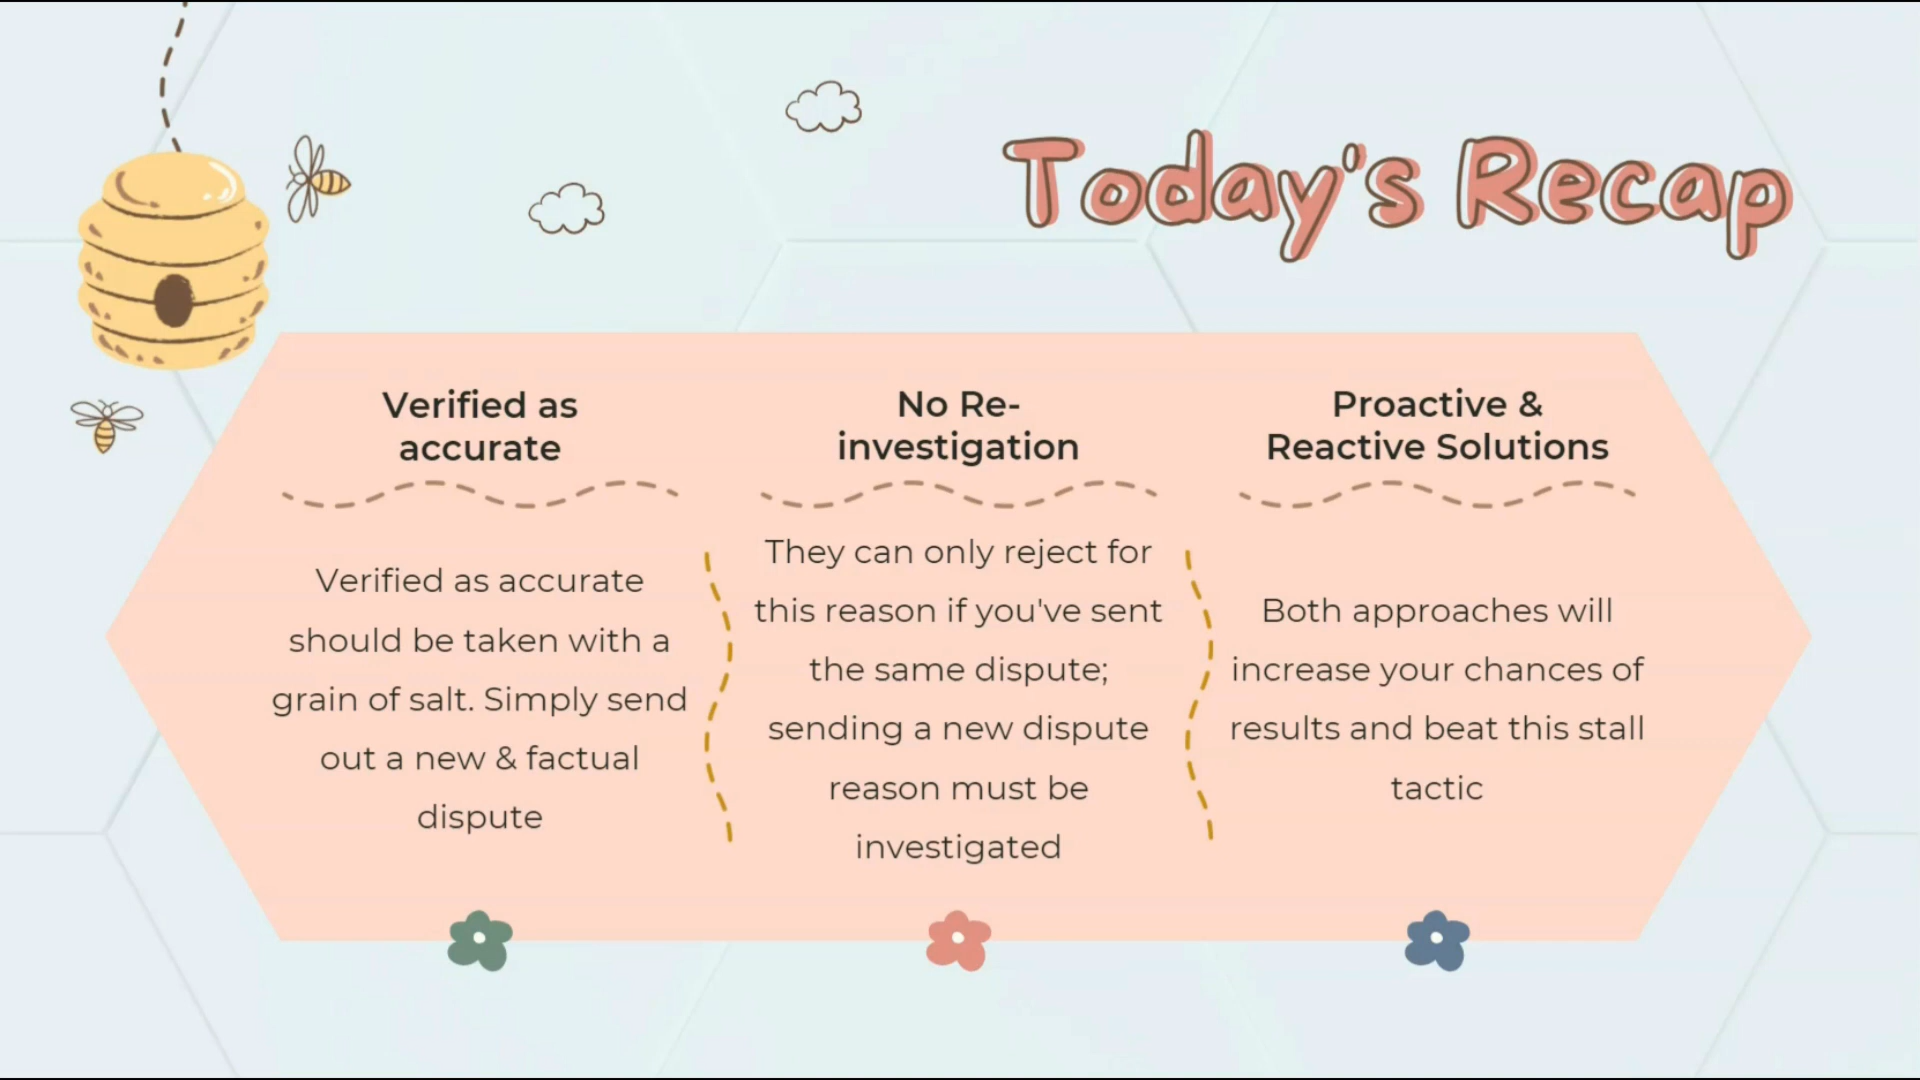 Today's Recap
Verified as
accurate
Verified as accurate
should be taken with a
grain of salt. Simply send
out a new & factual
dispute
No Re-
investigation
They can only reject for
this reason if you've sent
the same dispute;
sending a new dispute
reason must be
investigated
Proactive &
Reactive Solutions
Both approaches will
increase your chances of
results and beat this stall
tactic